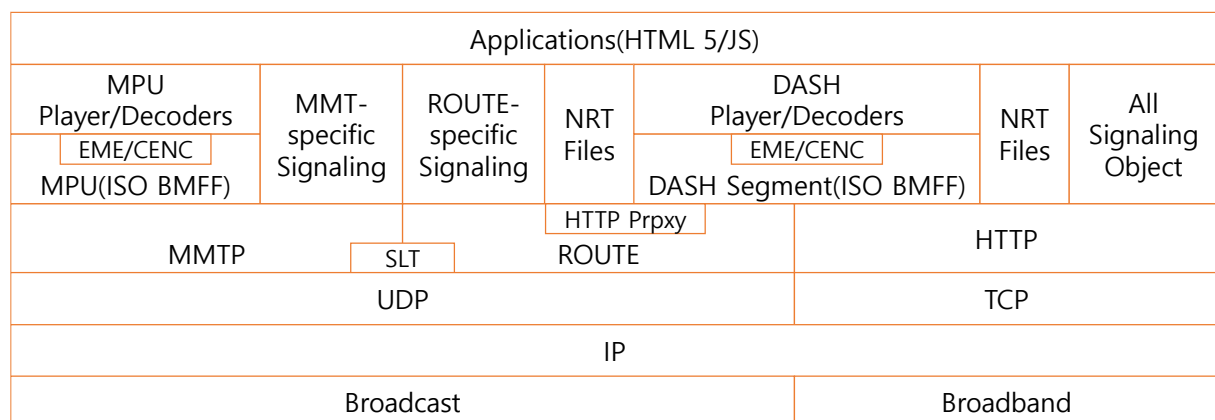 Applications(HTML 5/JS)
MPU
Player/Decoders
EME/CENC
MPU(ISO BMFF)
MMT-
specific
Signaling
ROUTE-
specific
Signaling
NRT
Files
DASH
Player/Decoders
EME/CENC
DASH Segment(ISO BMFF)
NRT
Files
All
Signaling
Object
HTTP Prpxy
MMTP
SLT
ROUTE
HTTP
UDP
TCP
IP
Broadcast
Broadband